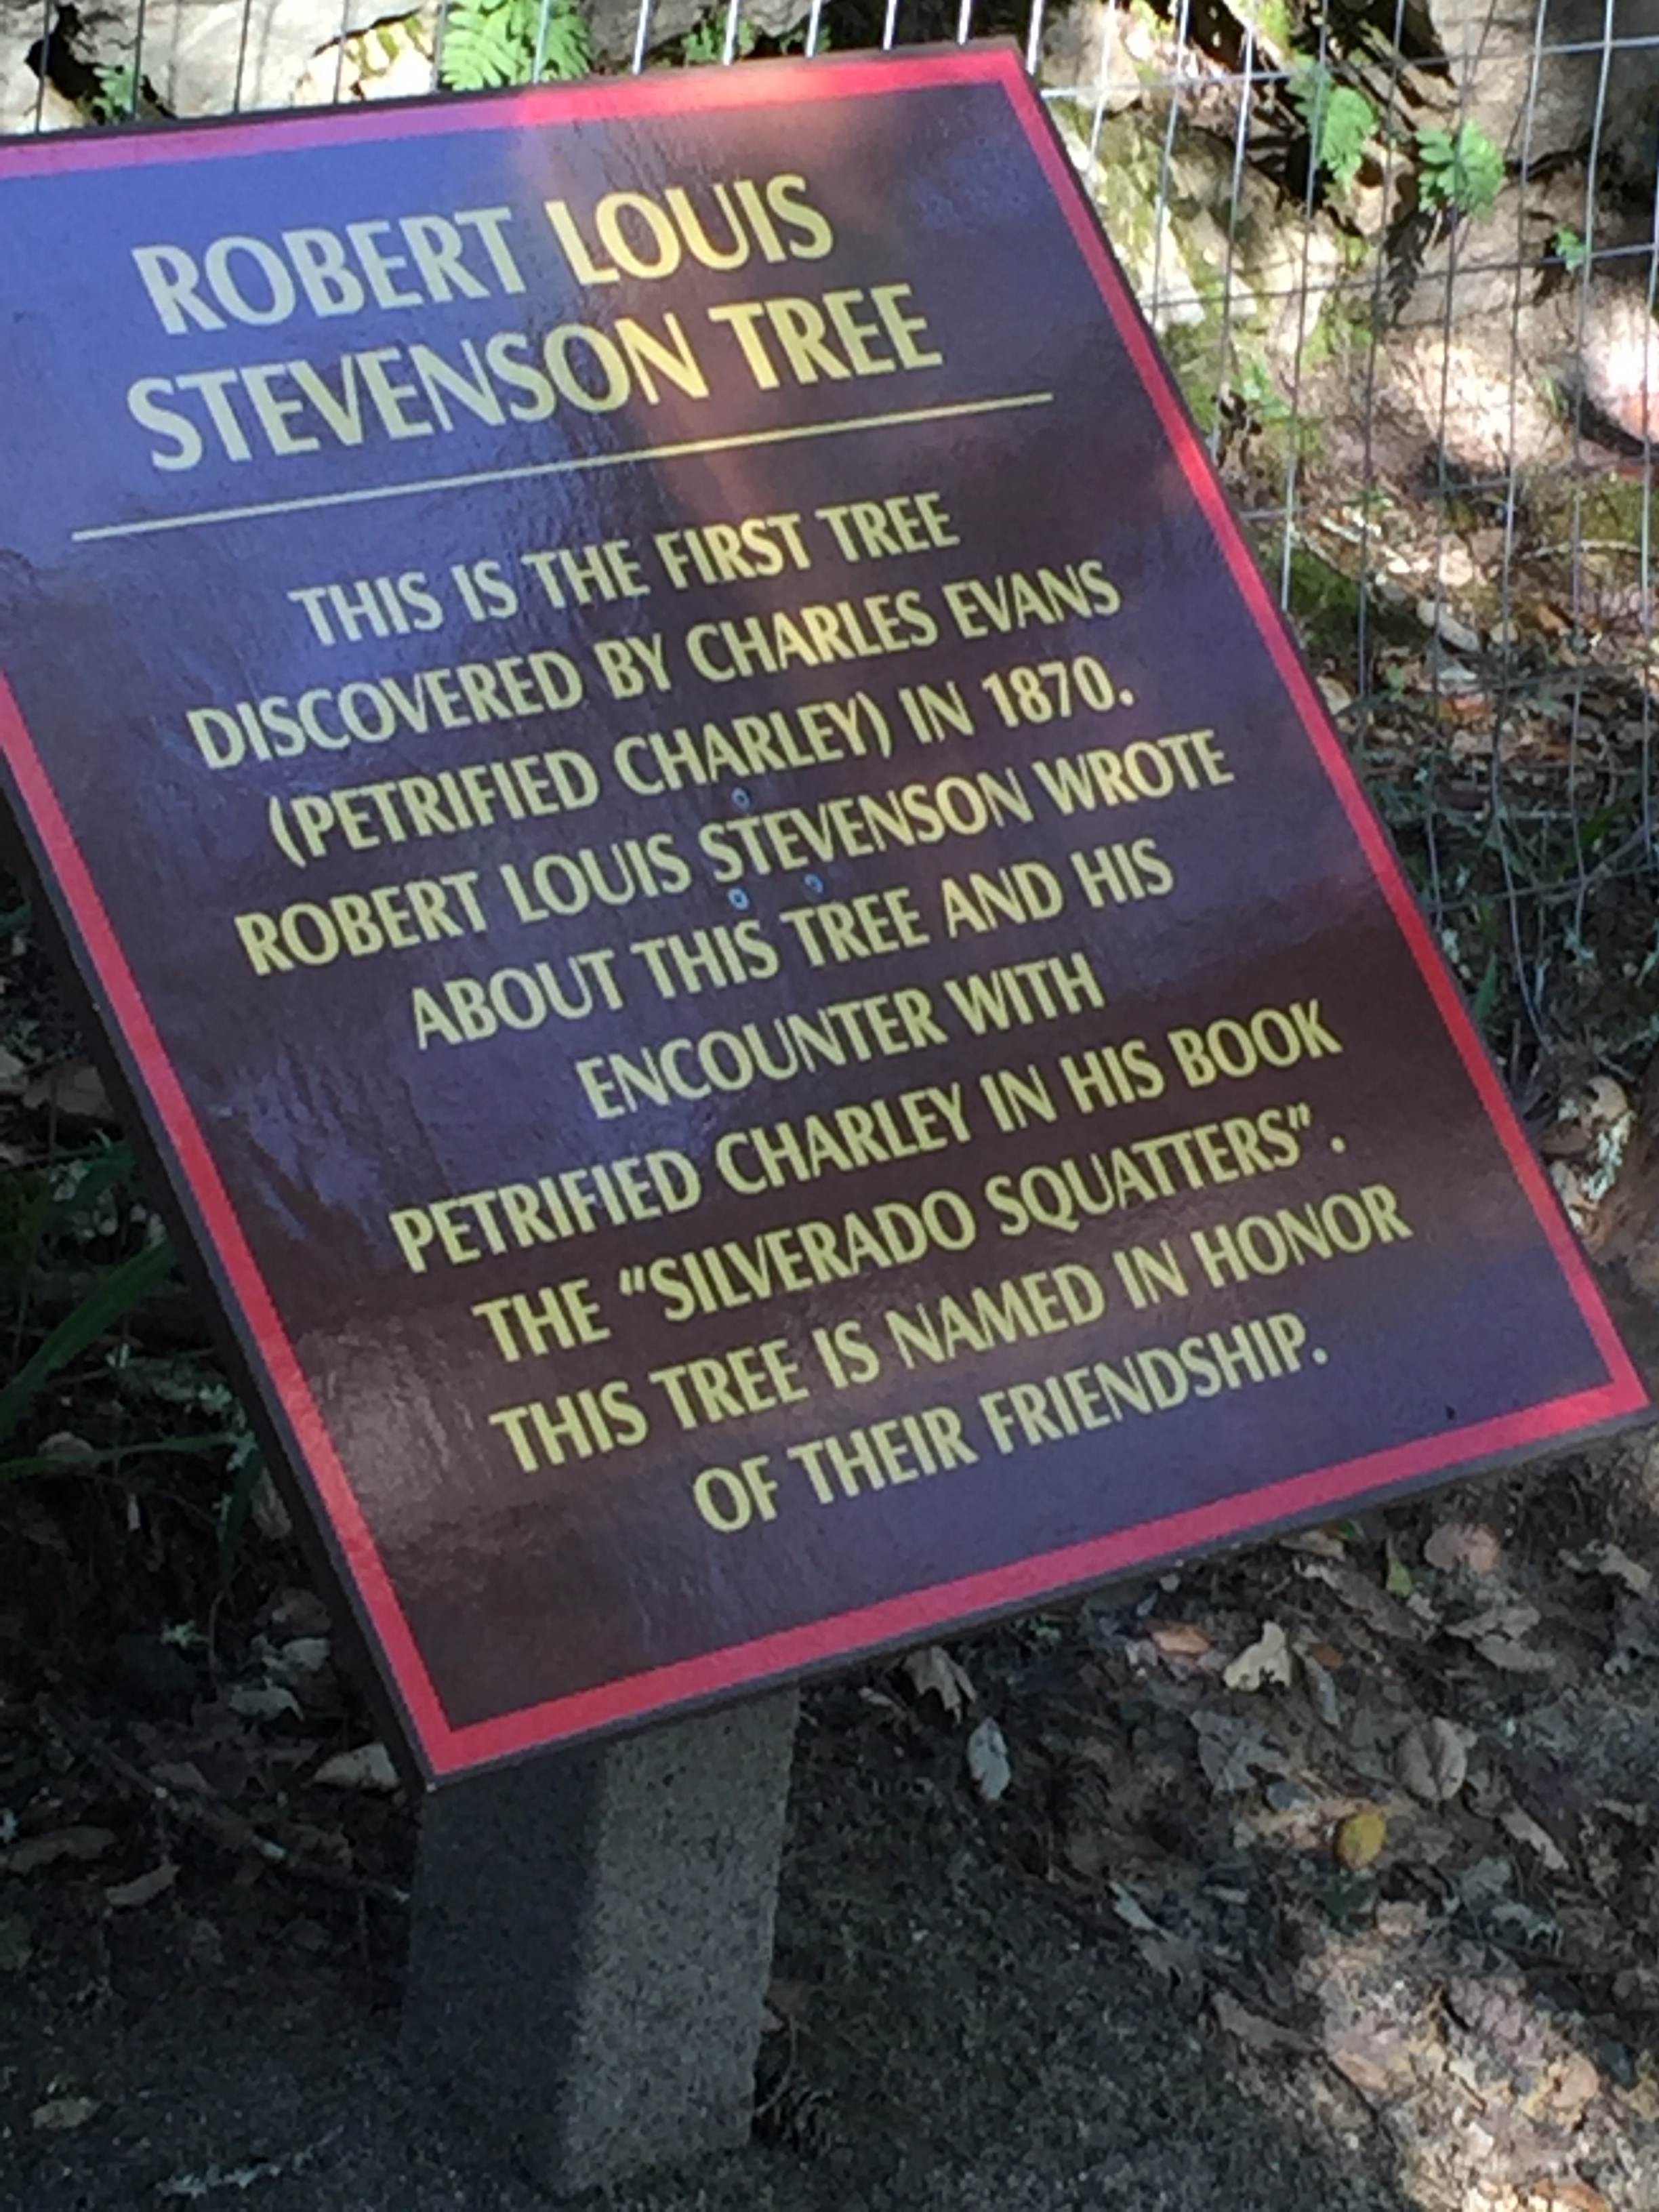 ROBERT LOUIS
STEVENSON TREE
THIS IS THE FIRST TREE
DISCOVERED BY CHARLES EVANS
(PETRIFIED CHARLEY) IN 1870.
ROBERT LOUIS STEVENSON WROTE
ABOUT THIS TREE AND HIS
ENCOUNTER WITH
PETRIFIED CHARLEY IN HIS BOOK
THE "SILVERADO SQUATTERS".
THIS TREE IS NAMED IN HONOR
OF THEIR FRIENDSHIP.